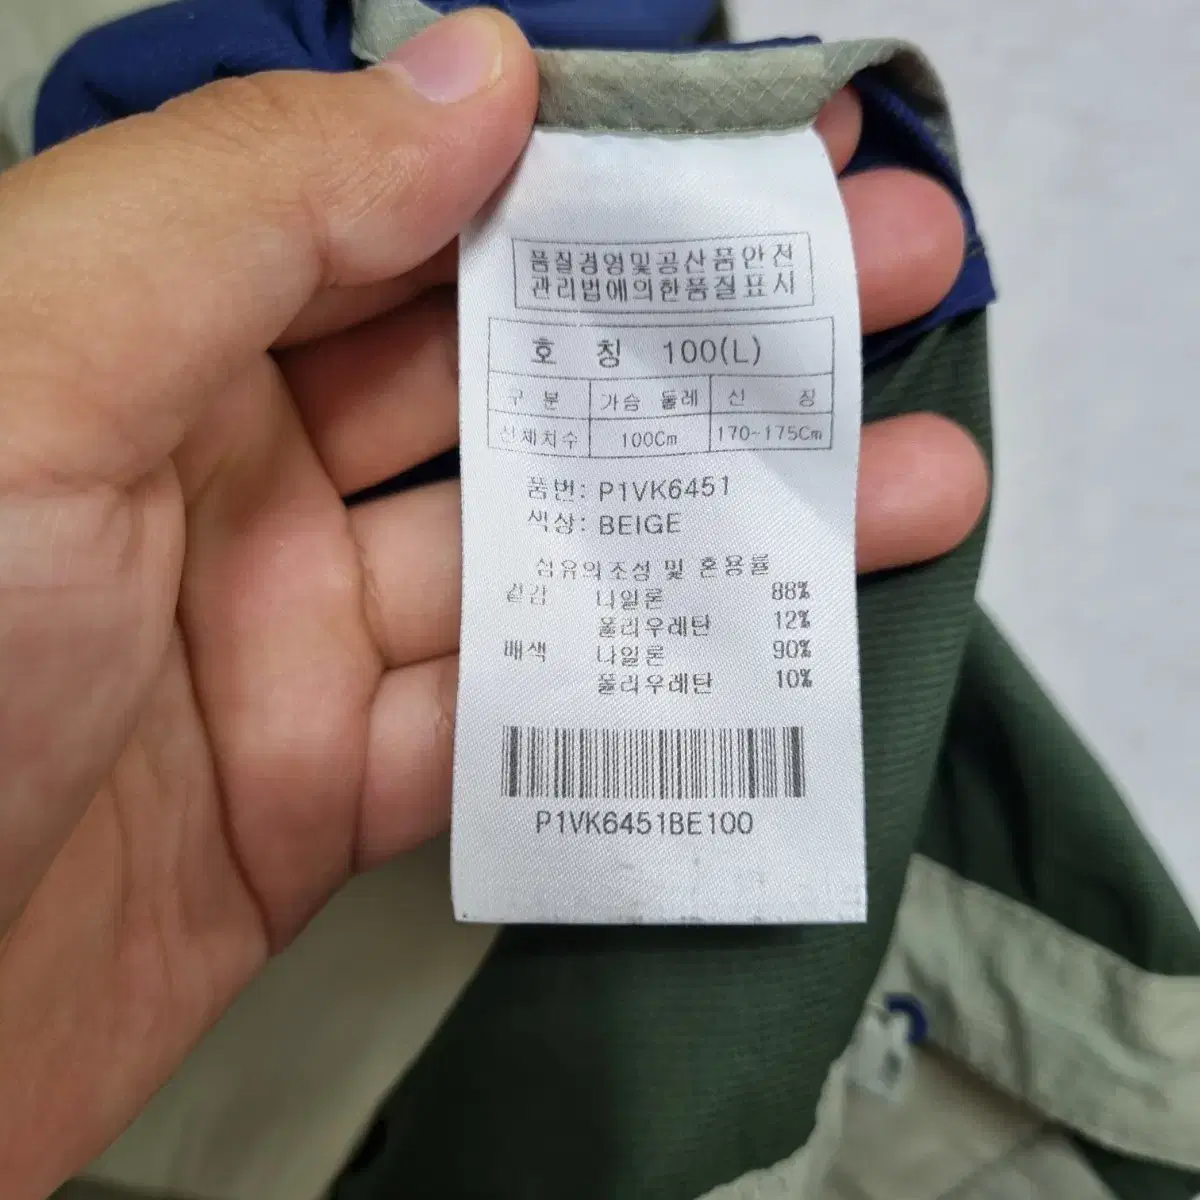 품질경영및공산품안전
관리법에의한품질표시
호 칭 100(L)
구 분 가슴 둘레 신 장
신체치수 100Cm 170~175Cm
품번: P1VK6451
색상: BEIGE
섬유의조성 및 혼용률
겉감 나일론 88%
폴리우레탄 12%
배색 나일론 90%
폴리우레탄 10%
P1VK6451BE100